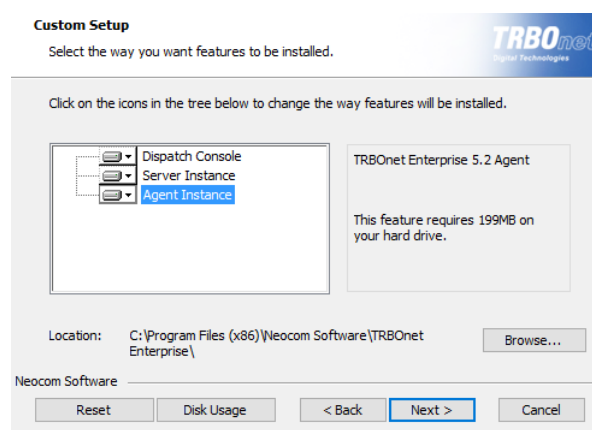 Custom Setup
Select the way you want features to be installed.
TRBOnet
Digital Technologies
Click on the icons in the tree below to change the way features will be installed.
Dispatch Console
Server Instance
Agent Instance
TRBOnet Enterprise 5.2 Agent
This feature requires 199MB on
your hard drive.
Location:
C:\Program Files (x86)\Neocom Software\TRBOnet
Enterprise\
Browse...
Neocom Software
Reset
Disk Usage
< Back
Next >
Cancel